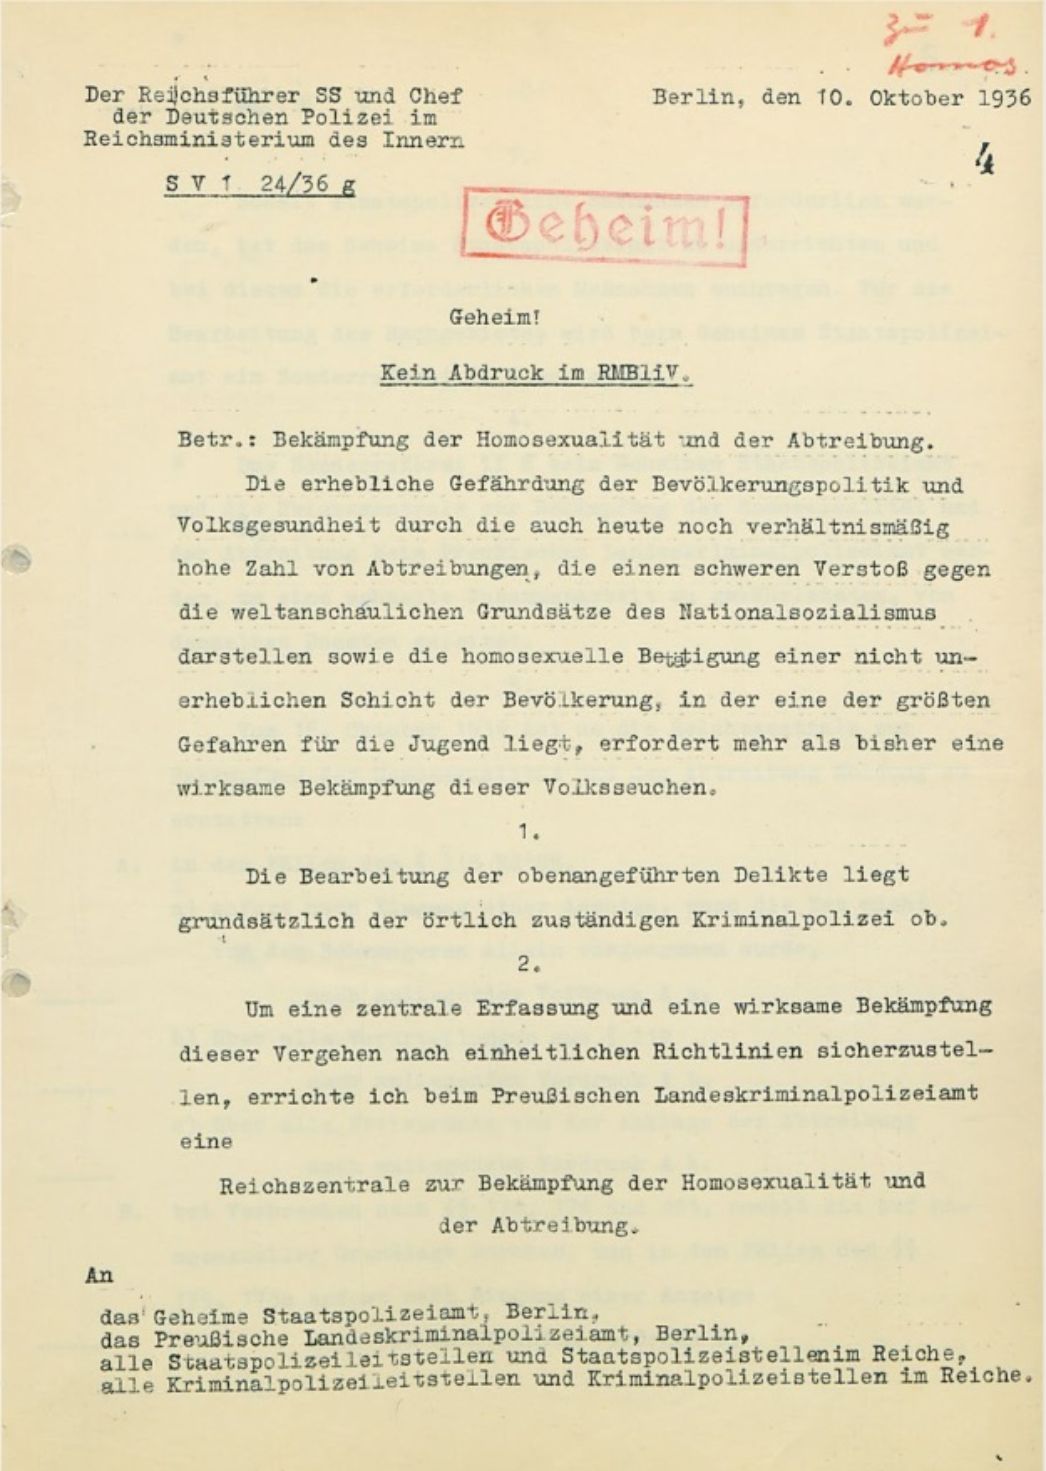 zu 1.
Homos.
Der Reichsführer SS und Chef
der Deutschen Polizei im
Reichsministerium des Innern
Berlin, den 10. Oktober 1936
4
S V 1 24/36 g
Geheim!
Geheim!
Kein Abdruck im RMBliV.
Betr.: Bekämpfung der Homosexualität und der Abtreibung.
Die erhebliche Gefährdung der Bevölkerungspolitik und
Volksgesundheit durch die auch heute noch verhältnismäßig
hohe Zahl von Abtreibungen, die einen schweren Verstoß gegen
die weltanschaulichen Grundsätze des Nationalsozialismus
darstellen sowie die homosexuelle Betätigung einer nicht un-
erheblichen Schicht der Bevölkerung, in der eine der größten
Gefahren für die Jugend liegt, erfordert mehr als bisher eine
wirksame Bekämpfung dieser Volksseuchen.
1.
Die Bearbeitung der obenangeführten Delikte liegt
grundsätzlich der örtlich zuständigen Kriminalpolizei ob.
2.
Um eine zentrale Erfassung und eine wirksame Bekämpfung
dieser Vergehen nach einheitlichen Richtlinien sicherzustel-
len, errichte ich beim Preußischen Landeskriminalpolizeiamt
eine
Reichszentrale zur Bekämpfung der Homosexualität und
der Abtreibung.
An
das Geheime Staatspolizeiamt, Berlin,
das Preußische Landeskriminalpolizeiamt, Berlin,
alle Staatspolizeileitstellen und Staatspolizeistellenim Reiche,
alle Kriminalpolizeileitstellen und Kriminalpolizeistellen im Reiche.